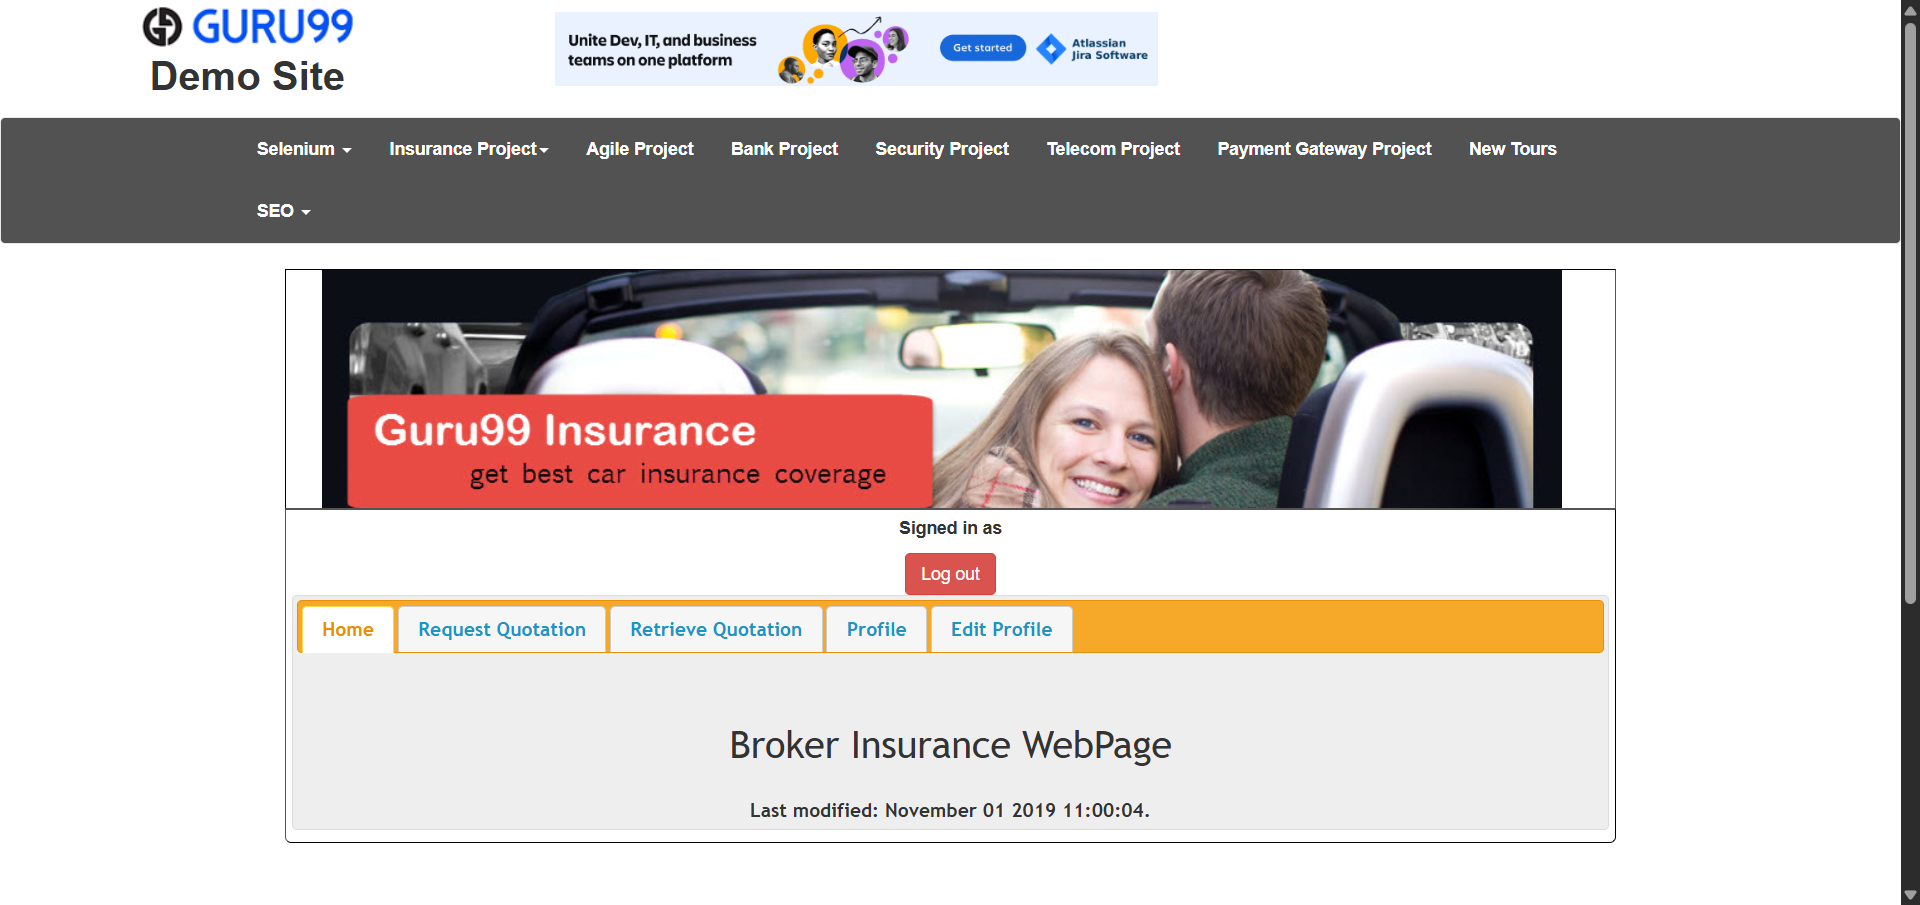 GURU99
Demo Site
Unite Dev, IT, and business
teams on one platform
Get started
Atlassian
Jira Software
Selenium
Insurance Project
Agile Project
Bank Project
Security Project
Telecom Project
Payment Gateway Project
New Tours
SEO
Guru99 Insurance
get best car insurance coverage
Signed in as
Log out
Home
Request Quotation
Retrieve Quotation
Profile
Edit Profile
Broker Insurance WebPage
Last modified: November 01 2019 11:00:04.